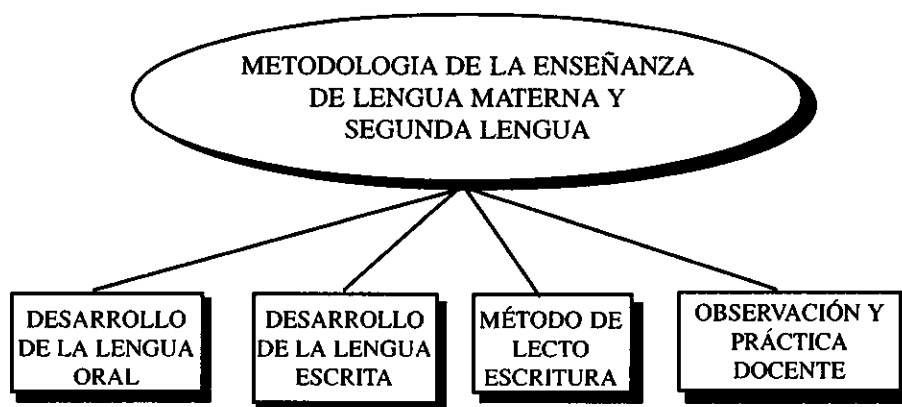 METODOLOGIA DE LA ENSEÑANZA
DE LENGUA MATERNA Y
SEGUNDA LENGUA
DESARROLLO
DE LA LENGUA
ORAL
DESARROLLO
DE LA LENGUA
ESCRITA
MÉTODO DE
LECTO
ESCRITURA
OBSERVACIÓN Y
PRÁCTICA
DOCENTE